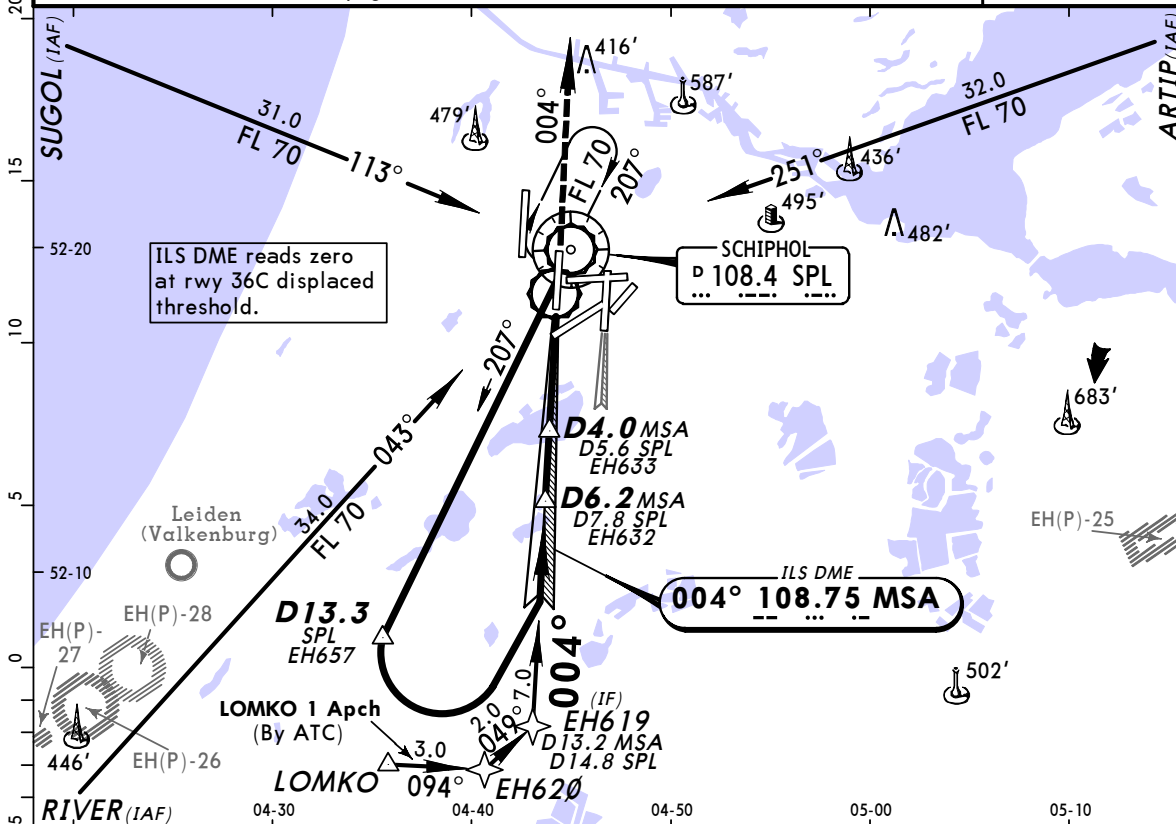 20
15
10
5
0
5
SUGOL (IAF)
31.0
FL 70
113°
479'
004°
416'
587'
FL 70
207°
32.0
FL 70
251°
ARTIP (IAF)
436'
495'
482'
52-20
ILS DME reads zero
at rwy 36C displaced
threshold.
SCHIPHOL
D 108.4 SPL
207°
683'
043°
34.0
FL 70
D4.0 MSA
D5.6 SPL
EH633
D6.2 MSA
D7.8 SPL
EH632
Leiden
(Valkenburg)
EH(P)-25
52-10
ILS DME
004° 108.75 MSA
EH(P)-28
EH(P)-
27
D13.3
SPL
EH657
004°
502'
LOMKO 1 Apch
(By ATC)
7.0
2.0
049°
(IF)
EH619
D13.2 MSA
D14.8 SPL
3.0
094°
LOMKO
EH620
446'
EH(P)-26
RIVER (IAF)
04-30
04-40
04-50
05-00
05-10